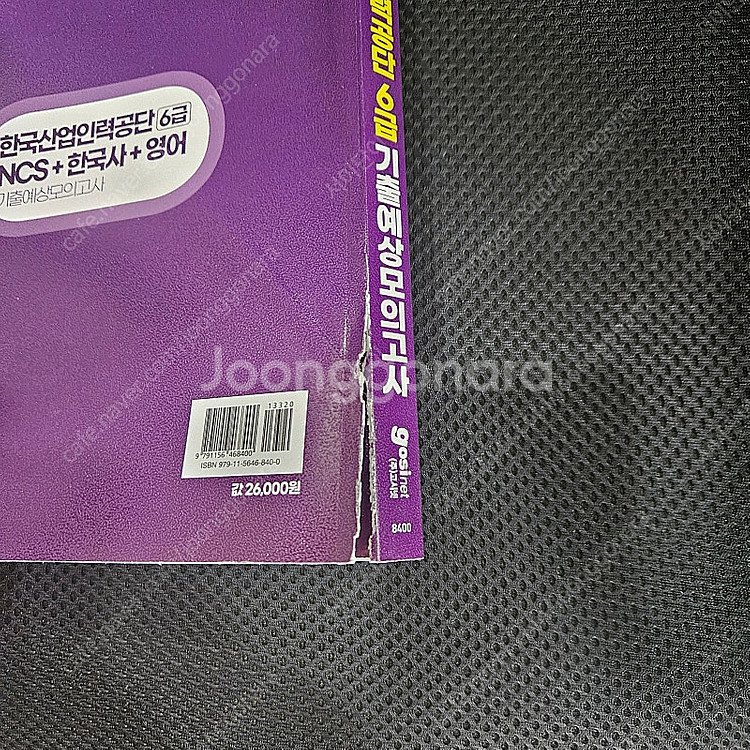 한국산업인력공단 6급
NCS + 한국사 + 영어
기출예상모의고사
6급 기출예상모의고사
gosinet
(주)고시넷
8400
13320
9 791156 468400
ISBN 979-11-5646-840-0
값 26,000원
Joonggonara